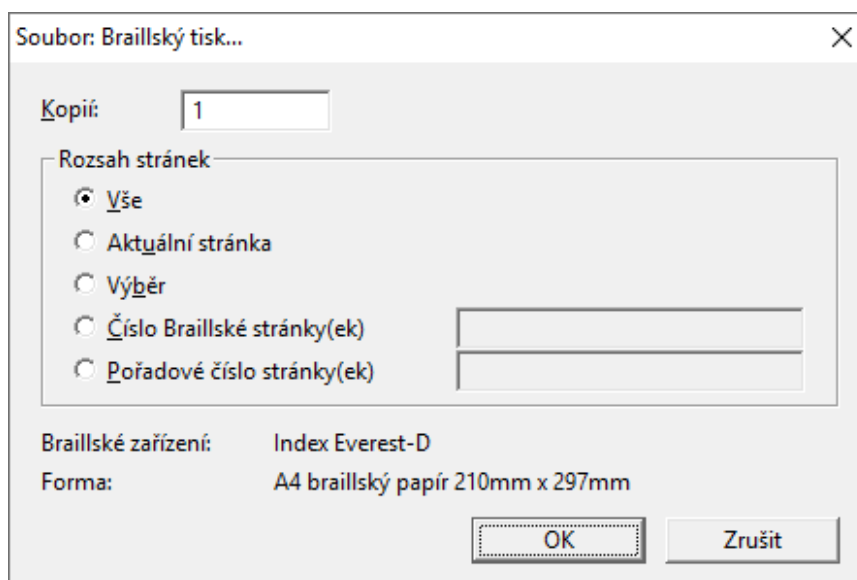 Soubor: Braillský tisk...
Kopií: 1
Rozsah stránek
Vše
Aktuální stránka
Výběr
Číslo Braillské stránky(ek)
Pořadové číslo stránky(ek)
Braillské zařízení: Index Everest-D
Forma: A4 braillský papír 210mm x 297mm
OK Zrušit